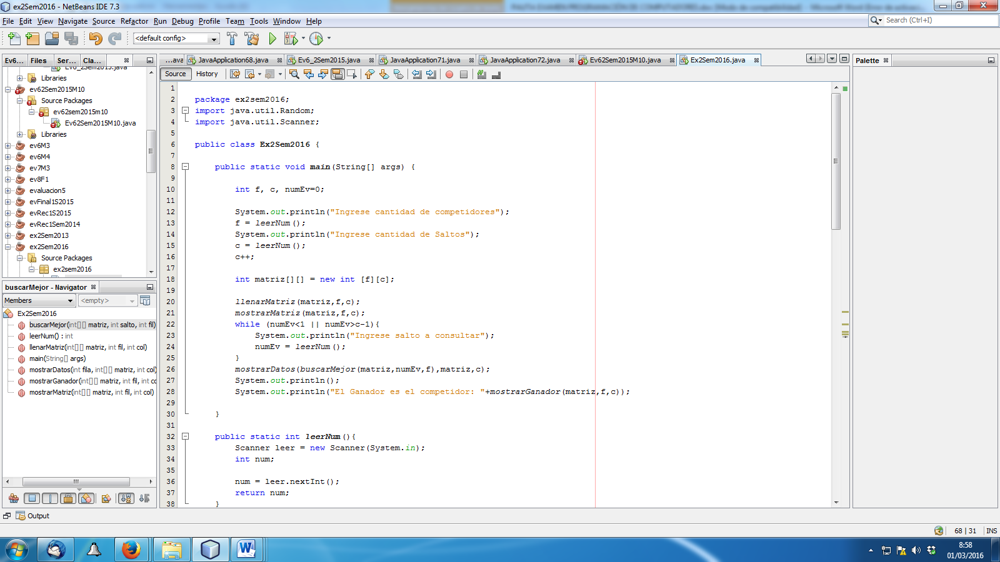 ex2Sem2016 - NetBeans IDE 7.3
File Edit View Navigate Source Refactor Run Debug Profile Team Tools Window Help
Search (Ctrl+I)
<default config>
Ev6... Files Ser... Cla...
Ev6_2Sem2015.java
Libraries
ev62Sem2015M10
Source Packages
ev62sem2015m10
Ev62Sem2015M10.java
Libraries
ev6M3
ev6M4
ev7M3
ev8F1
evaluacion5
evFinal1S2015
evRec1S2015
evRec1Sem2014
ex2Sem2013
ex2Sem2016
Source Packages
ex2sem2016
buscarMejor - Navigator
Members <empty>
Ex2Sem2016
buscarMejor(int[][] matriz, int salto, int fil)
leerNum() : int
llenarMatriz(int[][] matriz, int fil, int col)
main(String[] args)
mostrarDatos(int fila, int[][] matriz, int col)
mostrarGanador(int[][] matriz, int fil, int co
mostrarMatriz(int[][] matriz, int fil, int col)
Output
...ava JavaApplication68.java Ev6_2Sem2015.java JavaApplication71.java JavaApplication72.java Ev62Sem2015M10.java Ex2Sem2016.java
Source History
1
2 package ex2sem2016;
3 import java.util.Random;
4 import java.util.Scanner;
5
6 public class Ex2Sem2016 {
7
8 public static void main(String[] args) {
9
10 int f, c, numEv=0;
11
12 System.out.println("Ingrese cantidad de competidores");
13 f = leerNum();
14 System.out.println("Ingrese cantidad de Saltos");
15 c = leerNum();
16 c++;
17
18 int matriz[][] = new int [f][c];
19
20 llenarMatriz(matriz,f,c);
21 mostrarMatriz(matriz,f,c);
22 while (numEv<1 || numEv>c-1){
23 System.out.println("Ingrese salto a consultar");
24 numEv = leerNum();
25 }
26 mostrarDatos(buscarMejor(matriz,numEv,f),matriz,c);
27 System.out.println();
28 System.out.println("El Ganador es el competidor: "+mostrarGanador(matriz,f,c));
29
30 }
31
32 public static int leerNum(){
33 Scanner leer = new Scanner(System.in);
34 int num;
35
36 num = leer.nextInt();
37 return num;
38 }
Palette
68 | 31 INS
8:58
01/03/2016